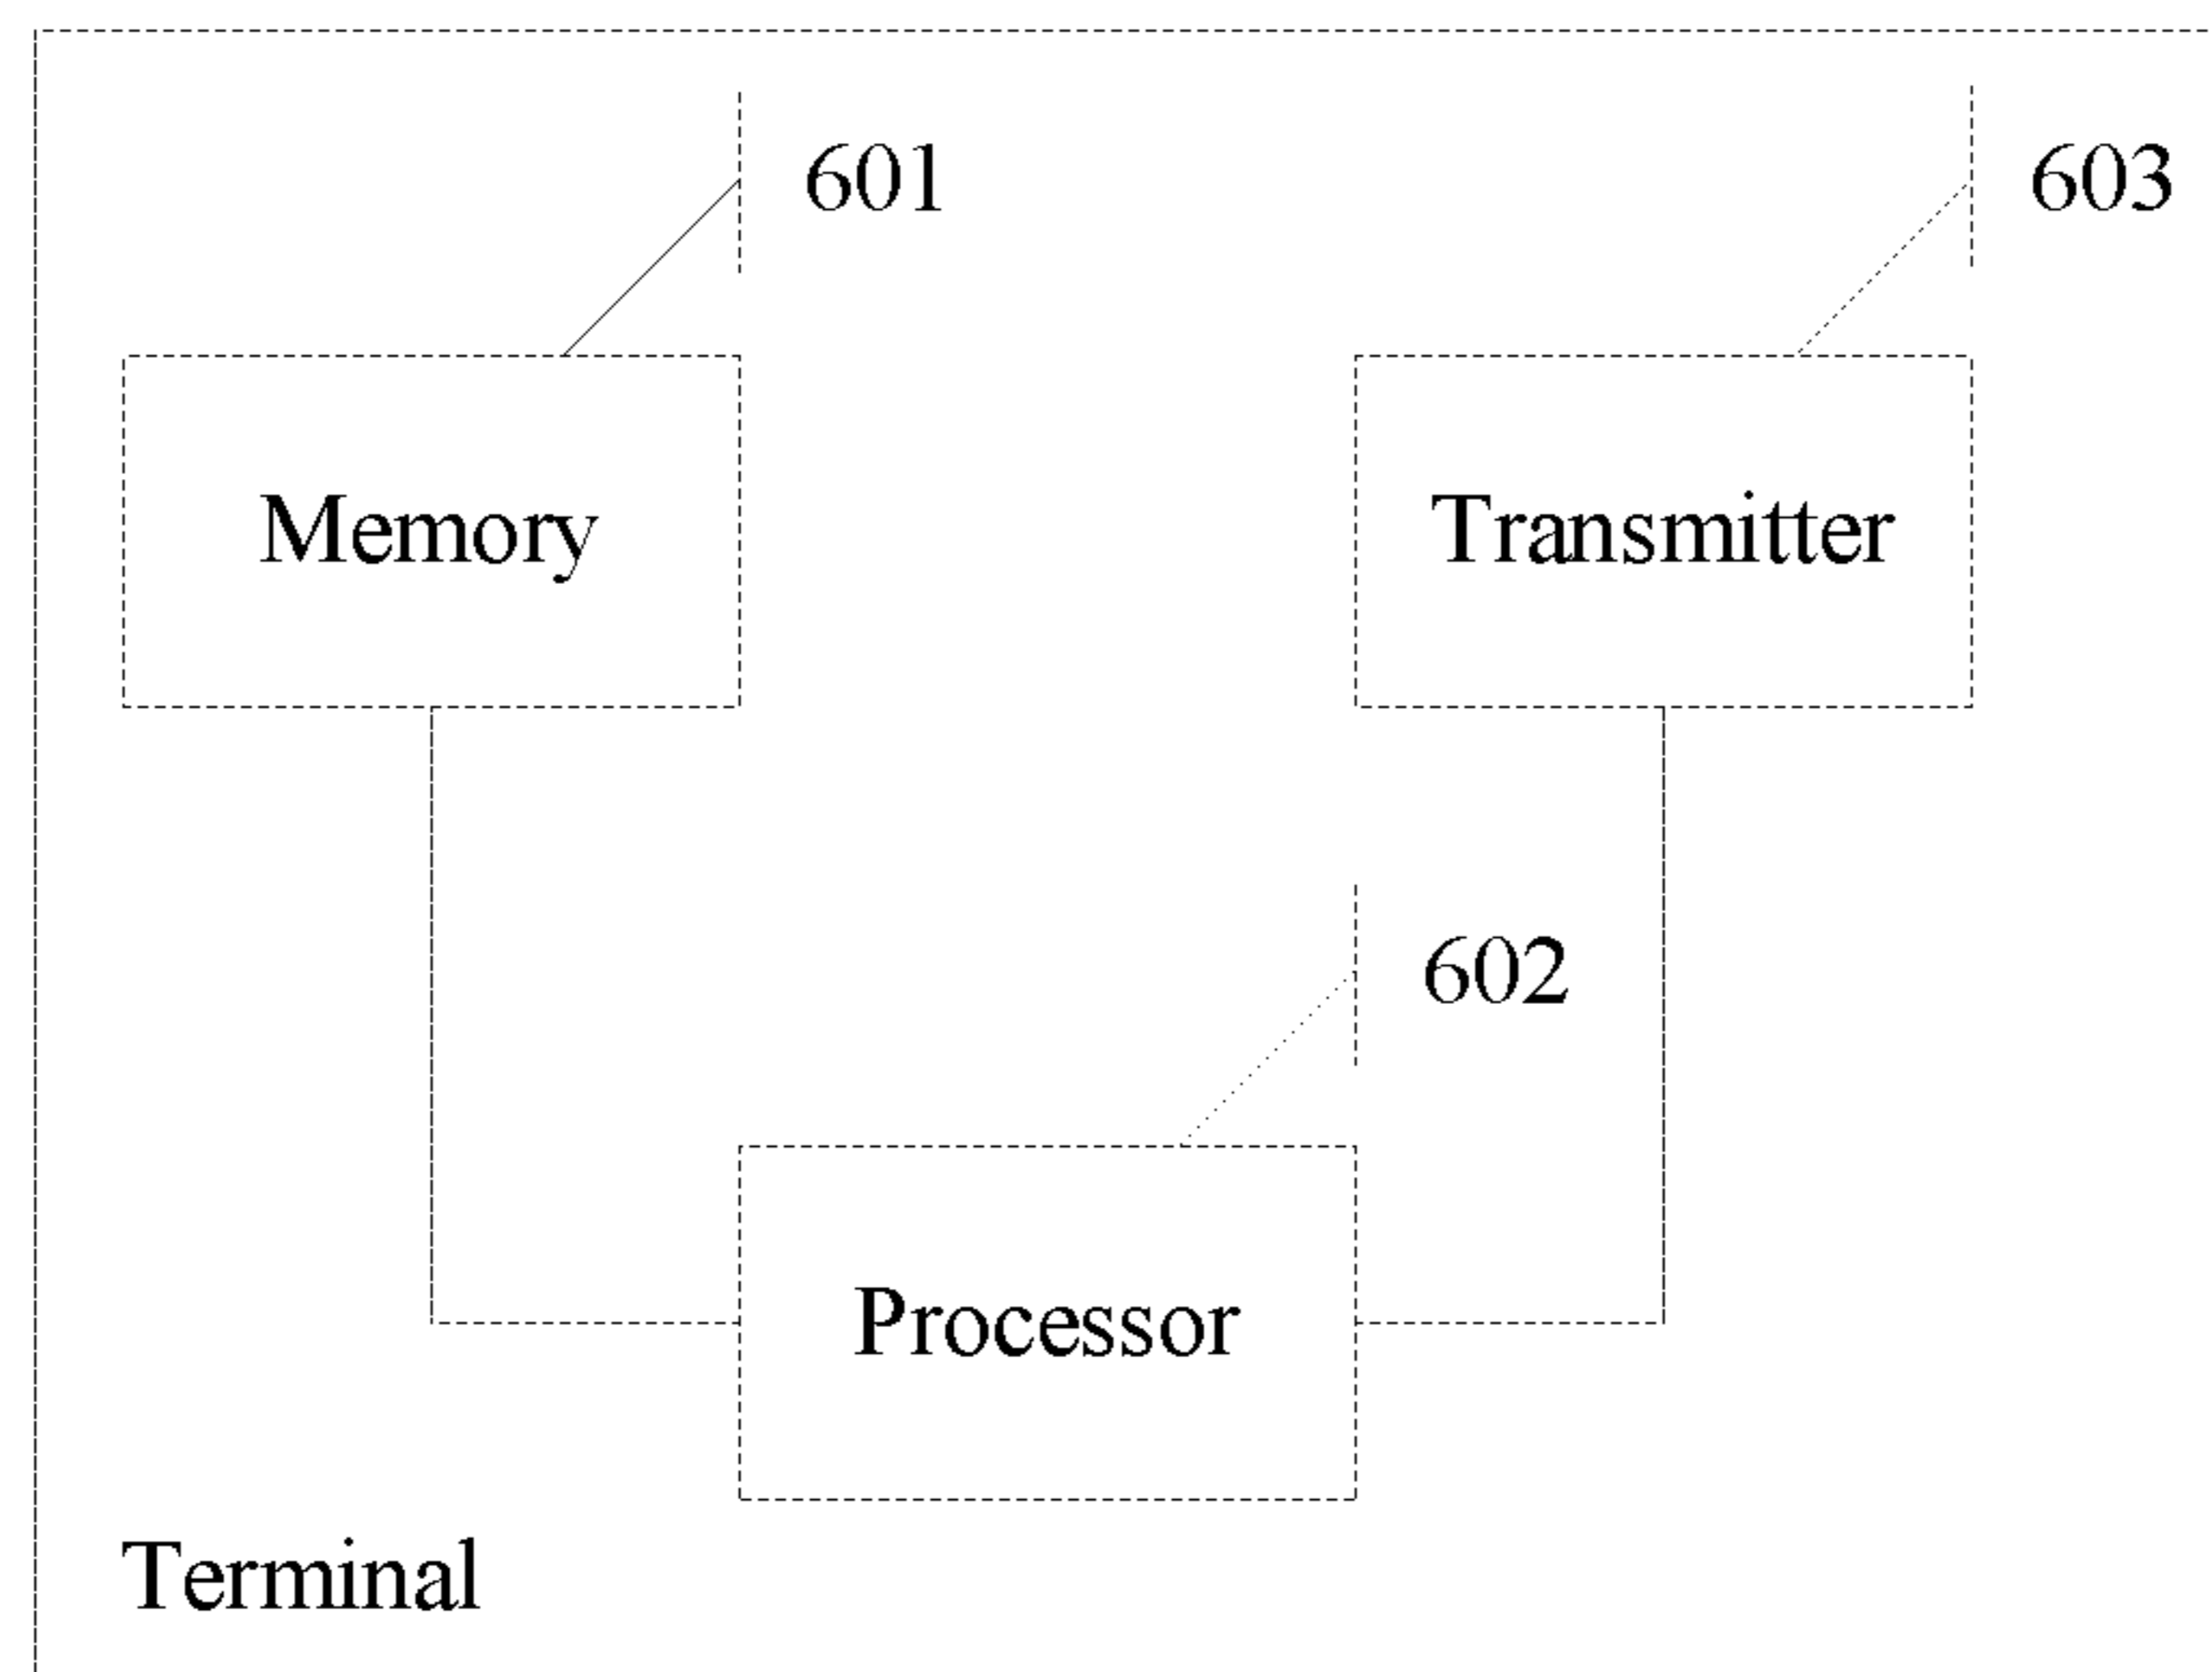 601
603
Memory
Transmitter
602
Processor
Terminal